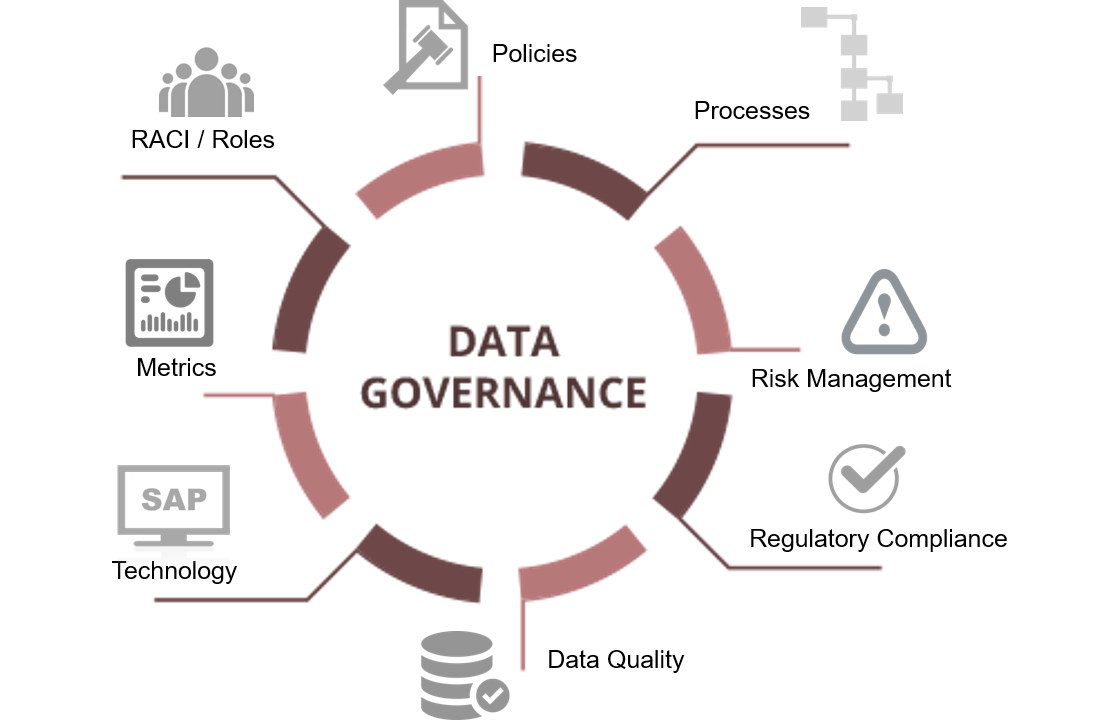 Policies
Processes
RACI / Roles
Metrics
DATA
GOVERNANCE
Risk Management
SAP
Technology
Regulatory Compliance
Data Quality